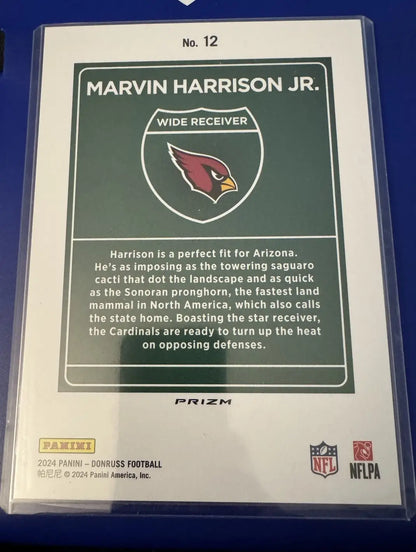 No. 12
MARVIN HARRISON JR.
WIDE RECEIVER
Harrison is a perfect fit for Arizona.
He's as imposing as the towering saguaro
cacti that dot the landscape and as quick
as the Sonoran pronghorn, the fastest land
mammal in North America, which also calls
the state home. Boasting the star receiver,
the Cardinals are ready to turn up the heat
on opposing defenses.
PRIZM
PANINI
2024 PANINI – DONRUSS FOOTBALL
帕尼尼 © 2024 Panini America, Inc.
NFL
NFLPA